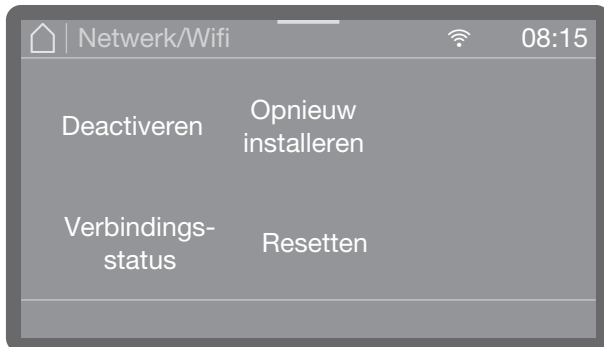 Netwerk/Wifi 08:15
Deactiveren
Opnieuw
installeren
Verbindings-
status
Resetten